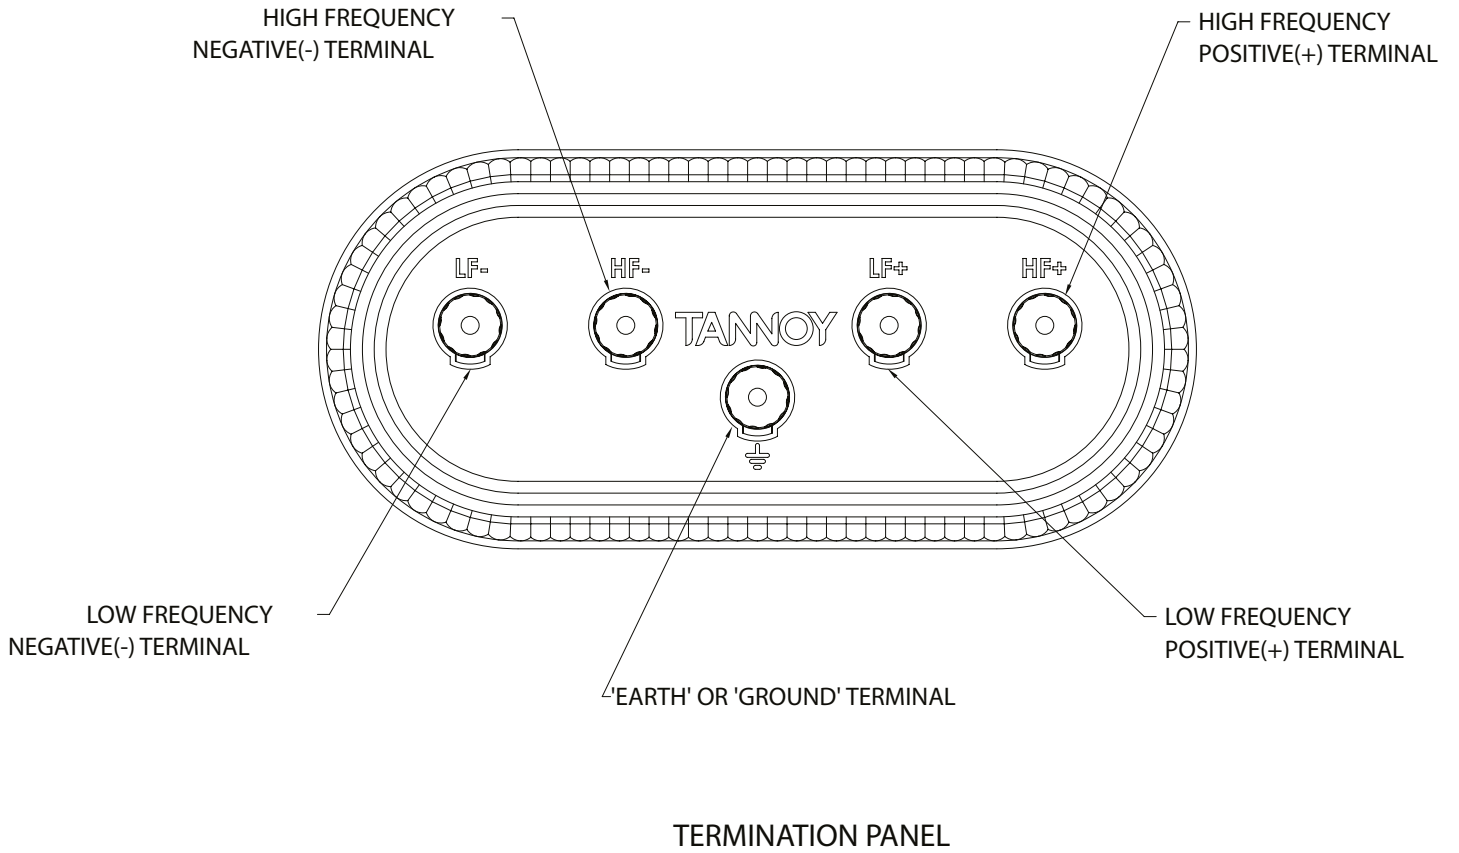 HIGH FREQUENCY
NEGATIVE(-) TERMINAL
HIGH FREQUENCY
POSITIVE(+) TERMINAL
LF-
HF-
LF+
HF+
TANNOY
LOW FREQUENCY
NEGATIVE(-) TERMINAL
LOW FREQUENCY
POSITIVE(+) TERMINAL
'EARTH' OR 'GROUND' TERMINAL
TERMINATION PANEL